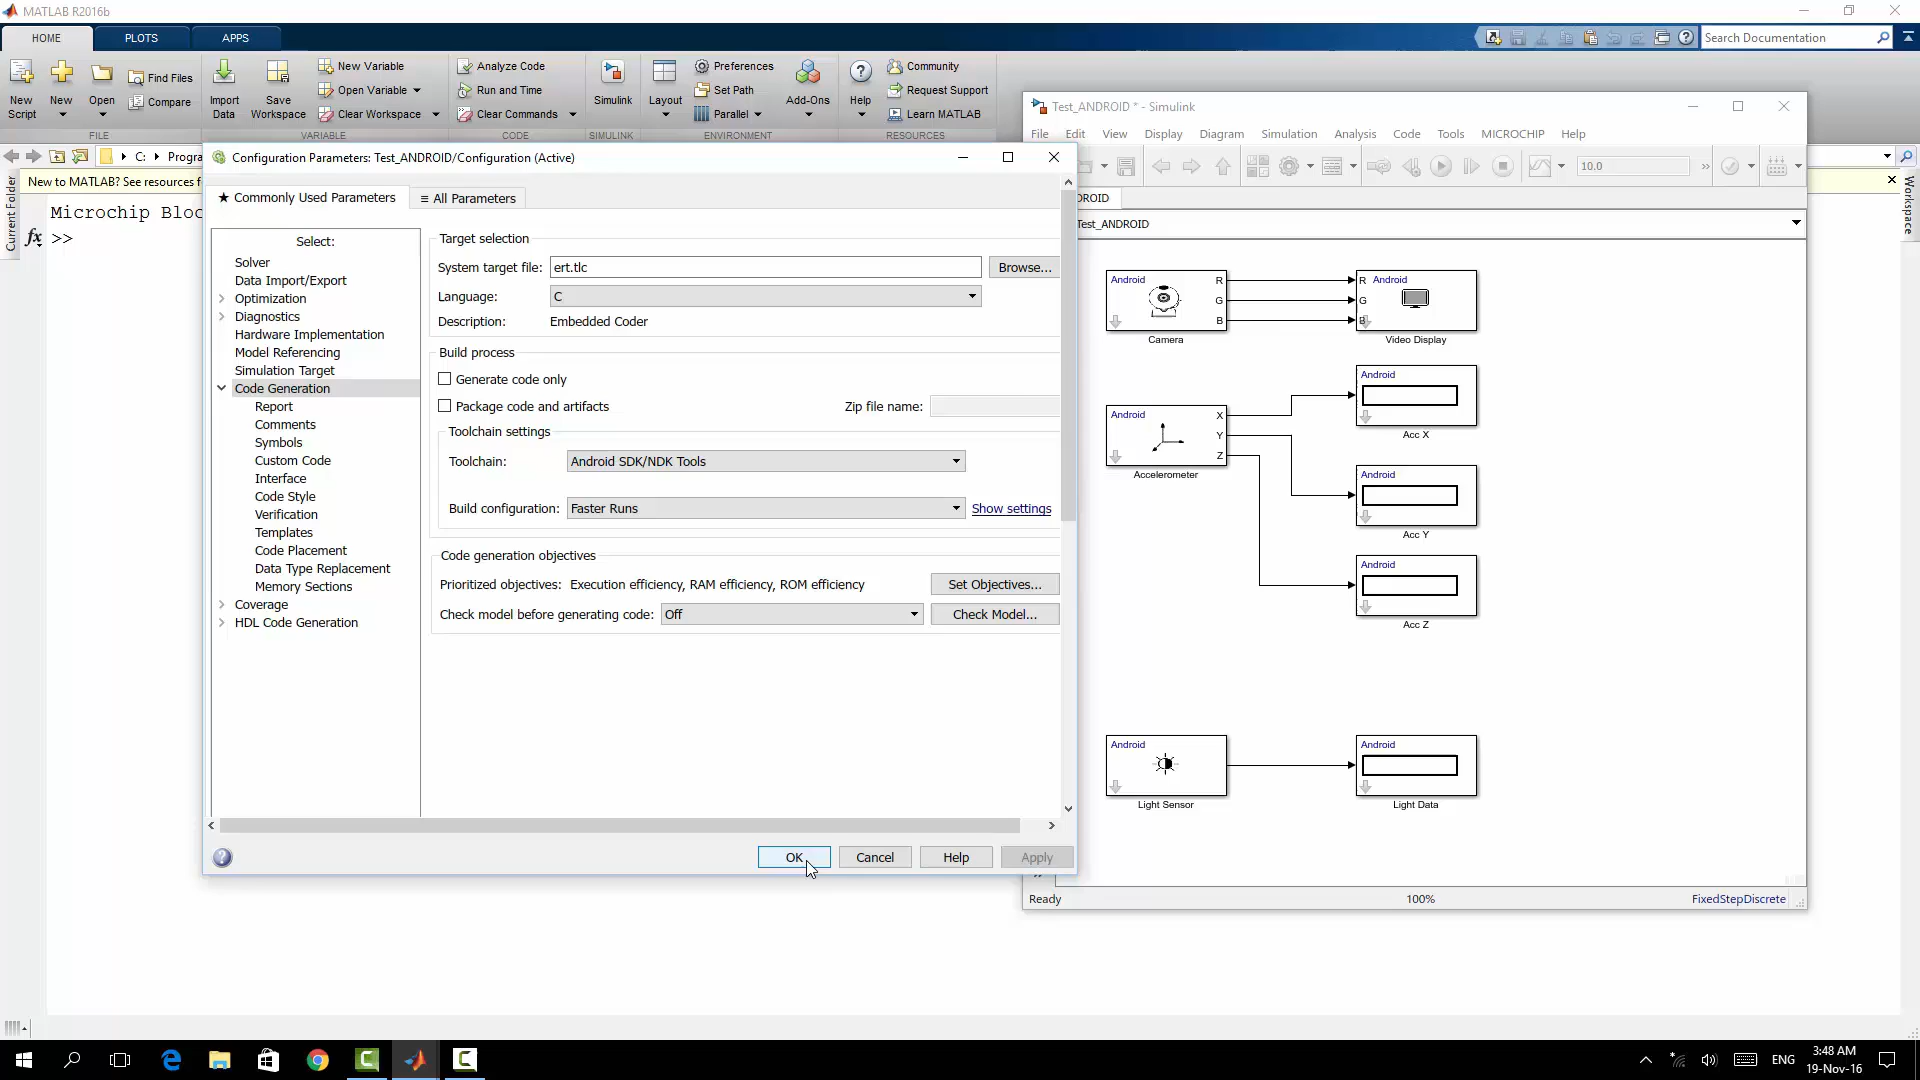 MATLAB R2016b
HOME
PLOTS
APPS
Search Documentation
New
Script
New
Open
Find Files
Compare
Import
Data
Save
Workspace
New Variable
Open Variable
Clear Workspace
Analyze Code
Run and Time
Clear Commands
Simulink
Layout
Preferences
Set Path
Parallel
Add-Ons
Help
Community
Request Support
Learn MATLAB
FILE
VARIABLE
CODE
SIMULINK
ENVIRONMENT
RESOURCES
C:
Progra
New to MATLAB? See resources f
Current Folder
Workspace
Microchip Bloc
fx >>
Configuration Parameters: Test_ANDROID/Configuration (Active)
★ Commonly Used Parameters
≡ All Parameters
Select:
Solver
Data Import/Export
Optimization
Diagnostics
Hardware Implementation
Model Referencing
Simulation Target
Code Generation
Report
Comments
Symbols
Custom Code
Interface
Code Style
Verification
Templates
Code Placement
Data Type Replacement
Memory Sections
Coverage
HDL Code Generation
Target selection
System target file: ert.tlc
Browse...
Language: C
Description: Embedded Coder
Build process
Generate code only
Package code and artifacts
Zip file name:
Toolchain settings
Toolchain: Android SDK/NDK Tools
Build configuration: Faster Runs
Show settings
Code generation objectives
Prioritized objectives: Execution efficiency, RAM efficiency, ROM efficiency
Set Objectives...
Check model before generating code: Off
Check Model...
OK
Cancel
Help
Apply
Test_ANDROID * - Simulink
File Edit View Display Diagram Simulation Analysis Code Tools MICROCHIP Help
10.0
»
DROID
Test_ANDROID
Android
R
G
B
Camera
R
G
B
Android
Video Display
Android
X
Y
Z
Accelerometer
Android
Acc X
Android
Acc Y
Android
Acc Z
Android
Light Sensor
Android
Light Data
Ready
100%
FixedStepDiscrete
ENG
3:48 AM
19-Nov-16